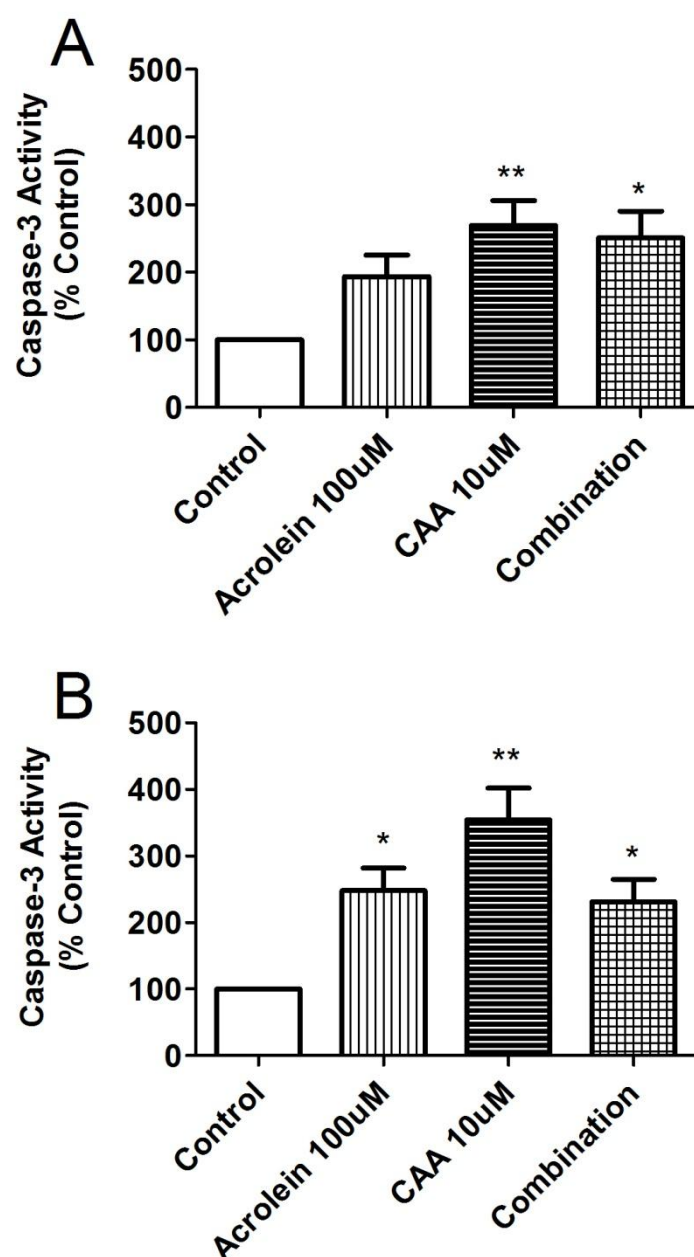 A
Caspase-3 Activity
(% Control)
500
400
300
200
100
0
**
*
Control
Acrolein 100uM
CAA 10uM
Combination
B
Caspase-3 Activity
(% Control)
500
400
300
200
100
0
*
**
*
Control
Acrolein 100uM
CAA 10uM
Combination